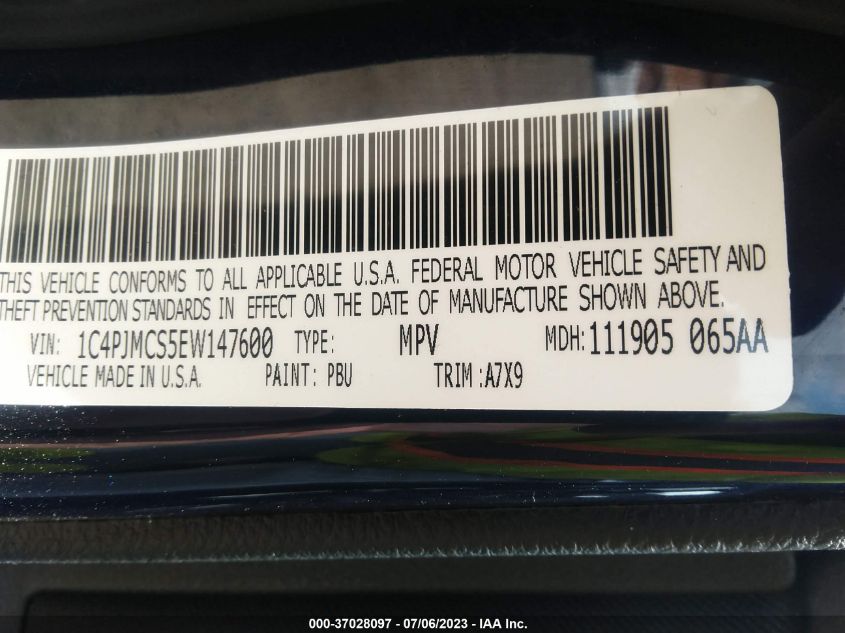 THIS VEHICLE CONFORMS TO ALL APPLICABLE U.S.A. FEDERAL MOTOR VEHICLE SAFETY AND
THEFT PREVENTION STANDARDS IN EFFECT ON THE DATE OF MANUFACTURE SHOWN ABOVE.
VIN: 1C4PJMCS5EW147600 TYPE: MPV MDH: 111905 065AA
VEHICLE MADE IN U.S.A. PAINT: PBU TRIM :A7X9
000-37028097 - 07/06/2023 - IAA Inc.